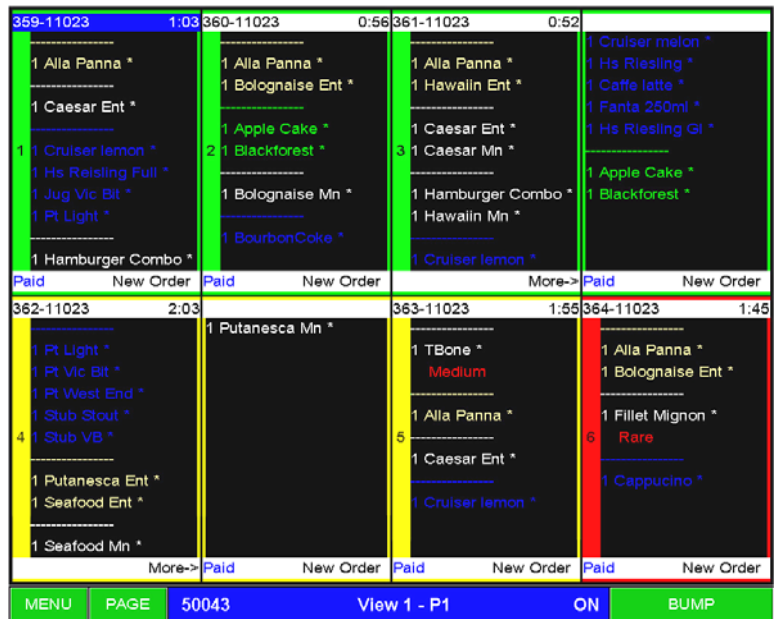 359-11023 1:03
----------------
1 Alla Panna *
----------------
1 Caesar Ent *
----------------
1 Cruiser lemon *
1 Hs Reisling Full *
1 Jug Vic Bit *
1 Pt Light *
----------------
1 Hamburger Combo *
1
Paid New Order
360-11023 0:56
----------------
1 Alla Panna *
1 Bolognaise Ent *
----------------
1 Apple Cake *
1 Blackforest *
----------------
1 Bolognaise Mn *
----------------
1 BourbonCoke *
2
Paid New Order
361-11023 0:52
----------------
1 Alla Panna *
1 Hawaiin Ent *
----------------
1 Caesar Ent *
1 Caesar Mn *
----------------
1 Hamburger Combo *
1 Hawaiin Mn *
----------------
1 Cruiser lemon *
3
More->
1 Cruiser melon *
1 Hs Riesling *
1 Caffe latte *
1 Fanta 250ml *
1 Hs Riesling Gl *
----------------
1 Apple Cake *
1 Blackforest *
Paid New Order
362-11023 2:03
----------------
1 Pt Light *
1 Pt Vic Bit *
1 Pt West End *
1 Stub Stout *
1 Stub VB *
----------------
1 Putanesca Ent *
1 Seafood Ent *
----------------
1 Seafood Mn *
4
More->
1 Putanesca Mn *
Paid New Order
363-11023 1:55
----------------
1 TBone *
Medium
----------------
1 Alla Panna *
----------------
1 Caesar Ent *
----------------
1 Cruiser lemon *
5
Paid New Order
364-11023 1:45
----------------
1 Alla Panna *
1 Bolognaise Ent *
----------------
1 Fillet Mignon *
Rare
----------------
1 Cappucino *
6
Paid New Order
MENU PAGE 50043 View 1 - P1 ON BUMP